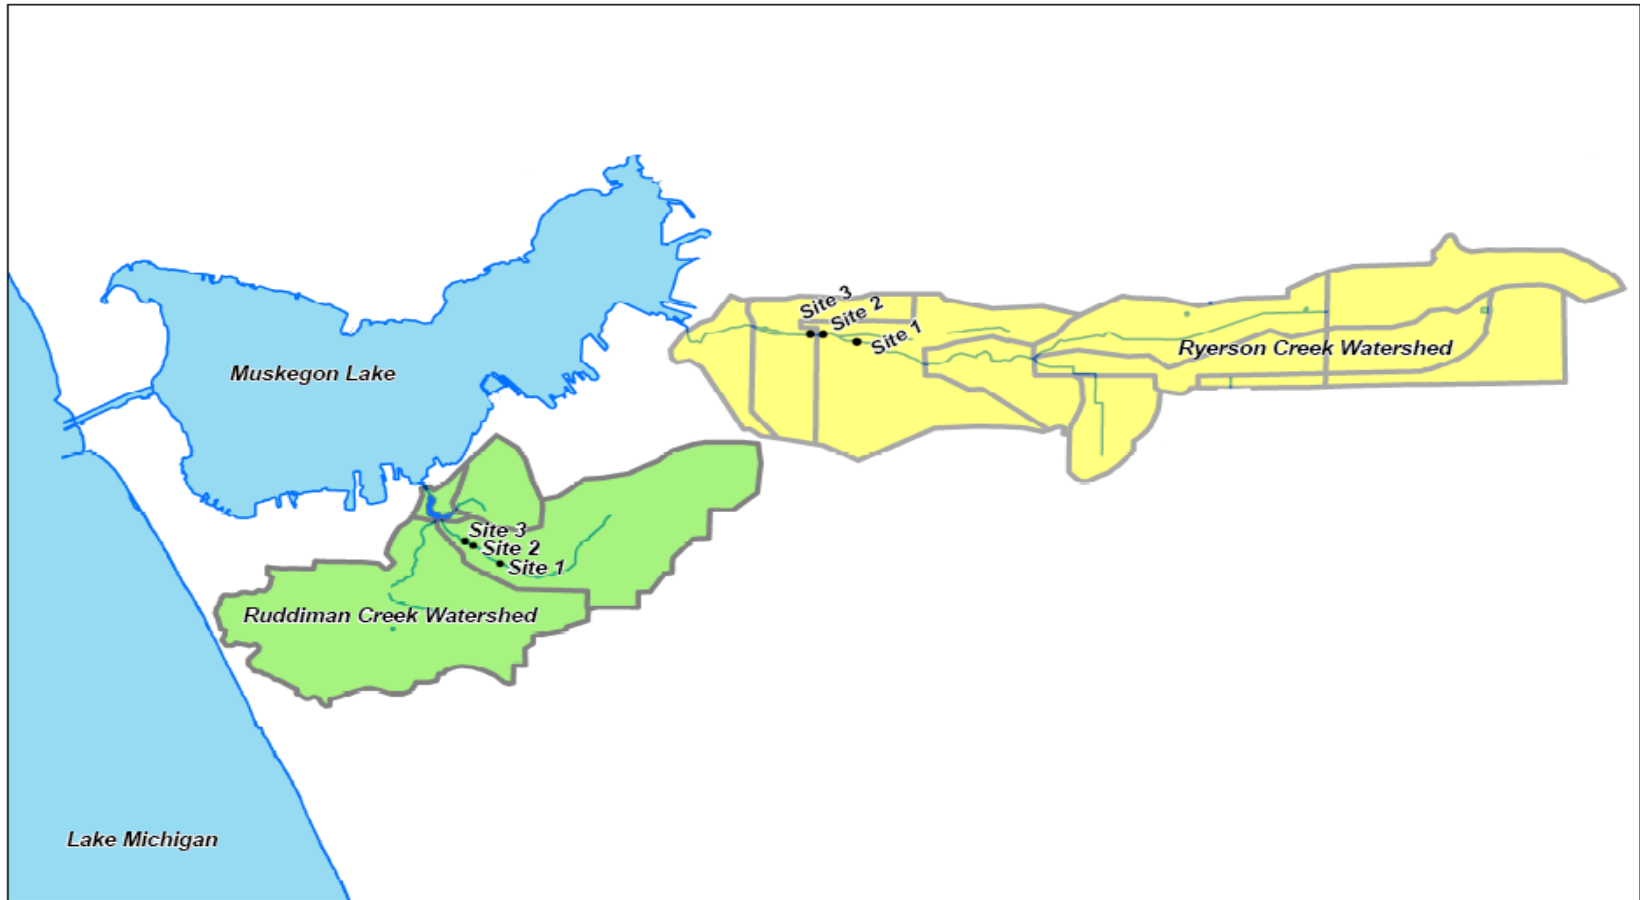 Site 3
Site 2
Site 1
Ryerson Creek Watershed
Muskegon Lake
Site 3
Site 2
Site 1
Ruddiman Creek Watershed
Lake Michigan